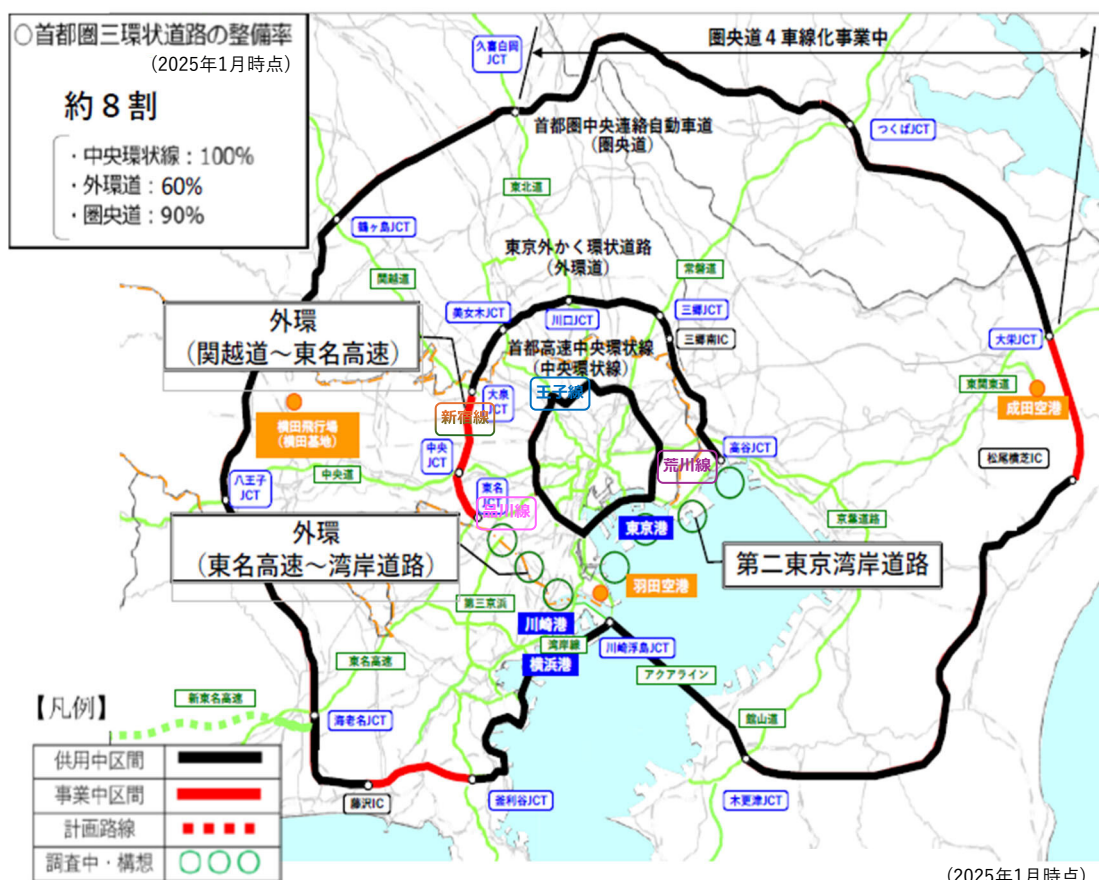 ○首都圏三環状道路の整備率
(2025年1月時点)
約8割
・中央環状線：100%
・外環道：60%
・圏央道：90%
久喜白岡
JCT
圏央道4車線化事業中
首都圏中央連絡自動車道
(圏央道)
つくばJCT
東北道
鶴ヶ島JCT
関越道
東京外かく環状道路
(外環道)
常磐道
美女木JCT
川口JCT
三郷JCT
三郷南IC
外環
(関越道～東名高速)
首都高速中央環状線
(中央環状線)
大栄JCT
東関東道
成田空港
王子線
大泉
JCT
新宿線
横田飛行場
(横田基地)
中央
JCT
荒川線
高谷JCT
松尾横芝IC
中央道
八王子
JCT
東名
JCT
品川線
東京港
京葉道路
外環
(東名高速～湾岸道路)
第二東京湾岸道路
羽田空港
第三京浜
川崎港
湾岸線
川崎浮島JCT
横浜港
東名高速
アクアライン
新東名高速
海老名JCT
館山道
【凡例】
供用中区間
事業中区間
計画路線
調査中・構想
藤沢IC
釜利谷JCT
木更津JCT
(2025年1月時点)